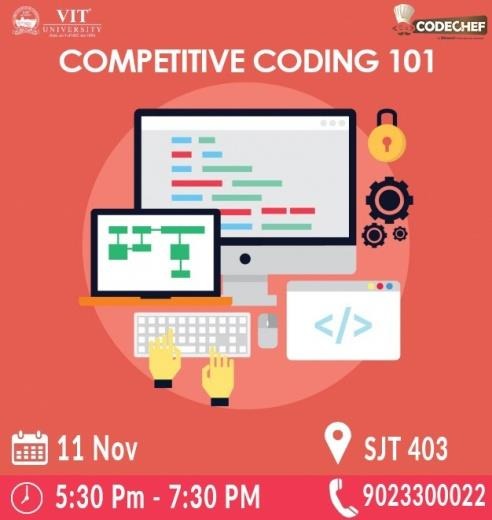 VIT®
UNIVERSITY
CODECHEF
COMPETITIVE CODING 101
</>
11 Nov
SJT 403
5:30 Pm - 7:30 PM
9023300022